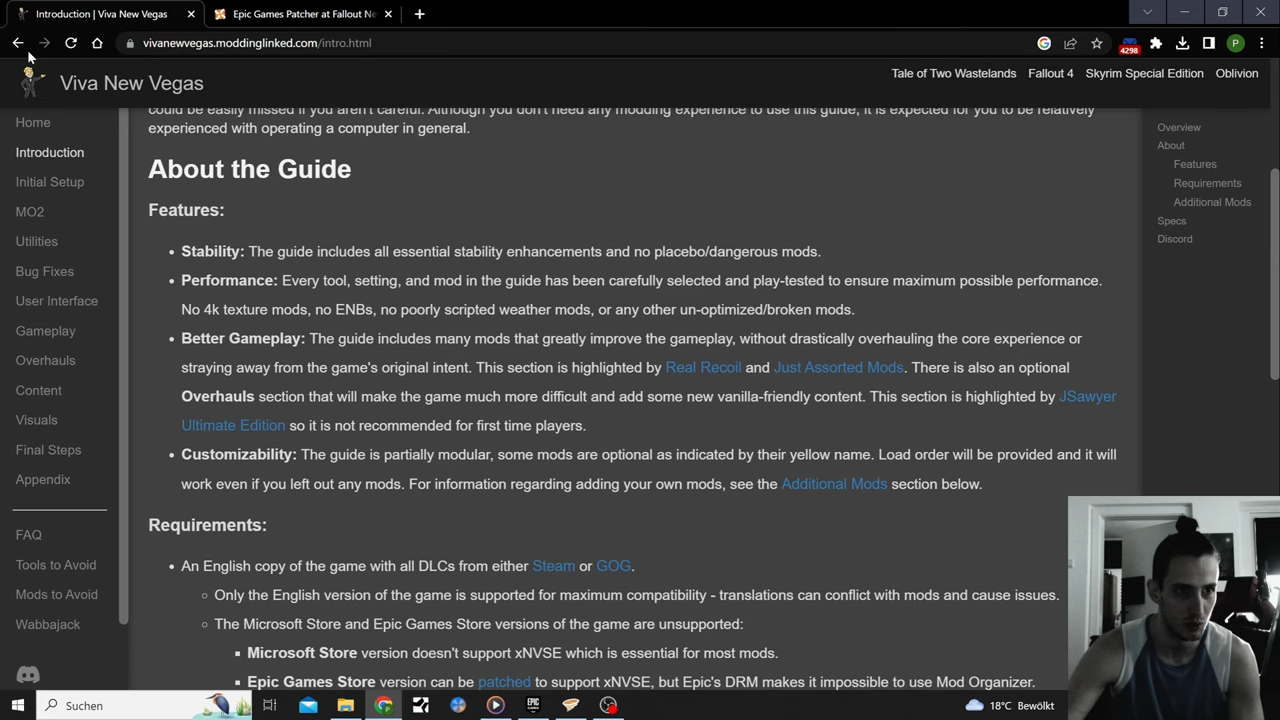 Introduction | Viva New Vegas
Epic Games Patcher at Fallout Ne
vivanewvegas.moddinglinked.com/intro.html
4298
P
Viva New Vegas
Tale of Two Wastelands
Fallout 4
Skyrim Special Edition
Oblivion
Home
Introduction
Initial Setup
MO2
Utilities
Bug Fixes
User Interface
Gameplay
Overhauls
Content
Visuals
Final Steps
Appendix
FAQ
Tools to Avoid
Mods to Avoid
Wabbajack
could be easily missed if you aren't careful. Although you don't need any modding experience to use this guide, it is expected for you to be relatively
experienced with operating a computer in general.
About the Guide
Features:
• Stability: The guide includes all essential stability enhancements and no placebo/dangerous mods.
• Performance: Every tool, setting, and mod in the guide has been carefully selected and play-tested to ensure maximum possible performance.
No 4k texture mods, no ENBs, no poorly scripted weather mods, or any other un-optimized/broken mods.
• Better Gameplay: The guide includes many mods that greatly improve the gameplay, without drastically overhauling the core experience or
straying away from the game's original intent. This section is highlighted by Real Recoil and Just Assorted Mods. There is also an optional
Overhauls section that will make the game much more difficult and add some new vanilla-friendly content. This section is highlighted by JSawyer
Ultimate Edition so it is not recommended for first time players.
• Customizability: The guide is partially modular, some mods are optional as indicated by their yellow name. Load order will be provided and it will
work even if you left out any mods. For information regarding adding your own mods, see the Additional Mods section below.
Requirements:
• An English copy of the game with all DLCs from either Steam or GOG.
Only the English version of the game is supported for maximum compatibility - translations can conflict with mods and cause issues.
The Microsoft Store and Epic Games Store versions of the game are unsupported:
Microsoft Store version doesn't support xNVSE which is essential for most mods.
Epic Games Store version can be patched to support xNVSE, but Epic's DRM makes it impossible to use Mod Organizer.
Overview
About
Features
Requirements
Additional Mods
Specs
Discord
Suchen
EPIC GAMES
18°C Bewölkt